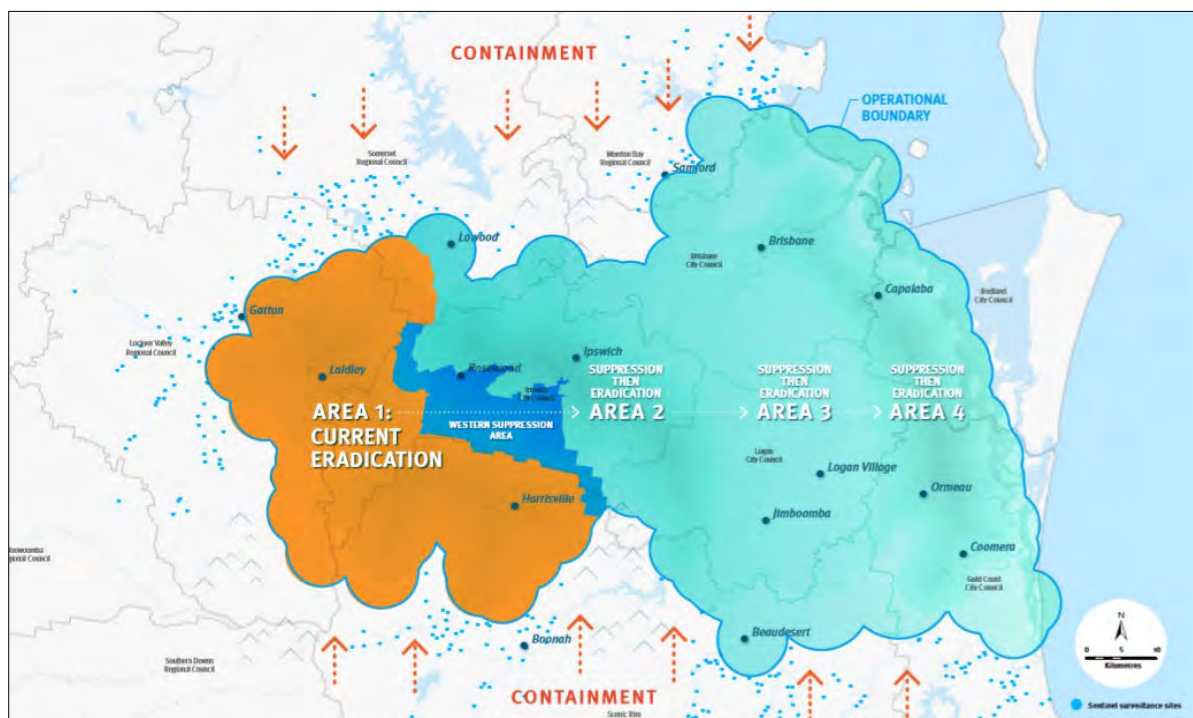 CONTAINMENT
OPERATIONAL
BOUNDARY
Somerset
Regional Council
Moreton Bay
Regional Council
Samford
Lowood
Brisbane
Brisbane
City Council
Capalaba
Redland
City Council
Gatton
Lockyer Valley
Regional Council
Laidley
Rosewood
Ipswich
Ipswich
City Council
AREA 1:
CURRENT
ERADICATION
WESTERN SUPPRESSION
AREA
SUPPRESSION
THEN
ERADICATION
AREA 2
SUPPRESSION
THEN
ERADICATION
AREA 3
SUPPRESSION
THEN
ERADICATION
AREA 4
Logan
City Council
Logan Village
Harrisville
Jimboomba
Ormeau
Coomera
Gold Coast
City Council
Toowoomba
Regional Council
Beaudesert
Boonah
Southern Downs
Regional Council
CONTAINMENT
Scenic Rim
N
0 5 10
Kilometres
Sentinel surveillance sites